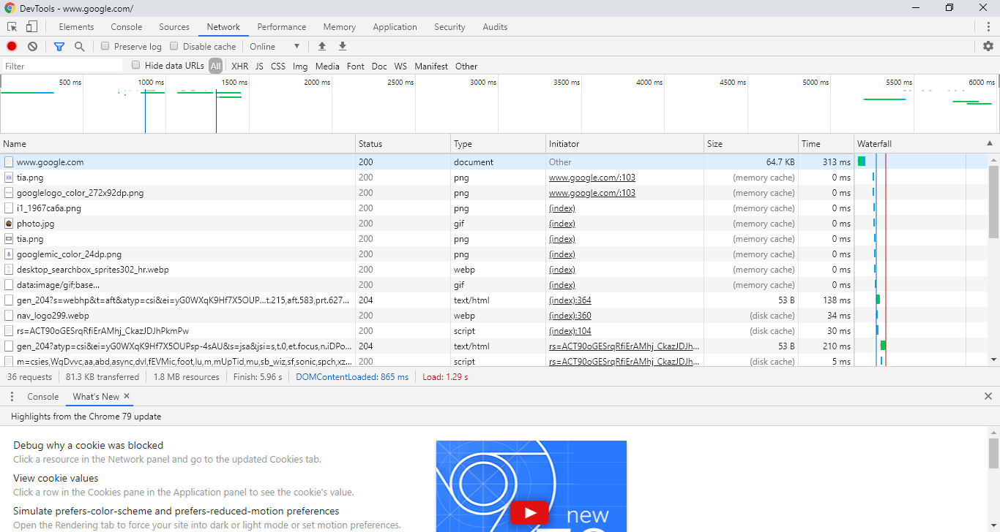 DevTools - www.google.com/
Elements Console Sources Network Performance Memory Application Security Audits
Preserve log Disable cache Online ▼
Filter Hide data URLs All XHR JS CSS Img Media Font Doc WS Manifest Other
500 ms 1000 ms 1500 ms 2000 ms 2500 ms 3000 ms 3500 ms 4000 ms 4500 ms 5000 ms 5500 ms 6000 ms
Name Status Type Initiator Size Time Waterfall ▲
www.google.com 200 document Other 64.7 KB 313 ms
tia.png 200 png www.google.com/:103 (memory cache) 0 ms
googlelogo_color_272x92dp.png 200 png www.google.com/:103 (memory cache) 0 ms
i1_1967ca6a.png 200 png (index) (memory cache) 0 ms
photo.jpg 200 gif (index) (memory cache) 0 ms
tia.png 200 png (index) (memory cache) 0 ms
googlemic_color_24dp.png 200 png (index) (memory cache) 0 ms
desktop_searchbox_sprites302_hr.webp 200 webp (index) (memory cache) 0 ms
data:image/gif;base... 200 gif (index) (memory cache) 0 ms
gen_204?s=webhp&t=aft&atyp=csi&ei=yG0WXqK9Hf7X5OUP...t.215,aft.583,prt.627... 204 text/html (index):364 53 B 138 ms
nav_logo299.webp 200 webp (index):360 (disk cache) 34 ms
rs=ACT90oGESrqRfiErAMhj_CkazJDJhPkmPw 200 script (index):104 (disk cache) 30 ms
gen_204?atyp=csi&ei=yG0WXqK9Hf7X5OUPsp-4sAU&s=jsa&jsi=s,t.0,et.focus,n.iDPo... 204 text/html rs=ACT90oGESrqRfiErAMhj_CkazJDJh... 53 B 210 ms
m=csies,WgDvvc,aa,abd,async,dvl,fEVMic,foot,lu,m,mUpTid,mu,sb_wiz,sf,sonic,spch,xz... 200 script rs=ACT90oGESrqRfiErAMhj_CkazJDJh... (disk cache) 5 ms
36 requests 81.3 KB transferred 1.8 MB resources Finish: 5.96 s DOMContentLoaded: 865 ms Load: 1.29 s
Console What's New ×
Highlights from the Chrome 79 update
Debug why a cookie was blocked
Click a resource in the Network panel and go to the updated Cookies tab.
View cookie values
Click a row in the Cookies pane in the Application panel to see the cookie's value.
Simulate prefers-color-scheme and prefers-reduced-motion preferences
Open the Rendering tab to force your site into dark or light mode or set motion preferences.
new